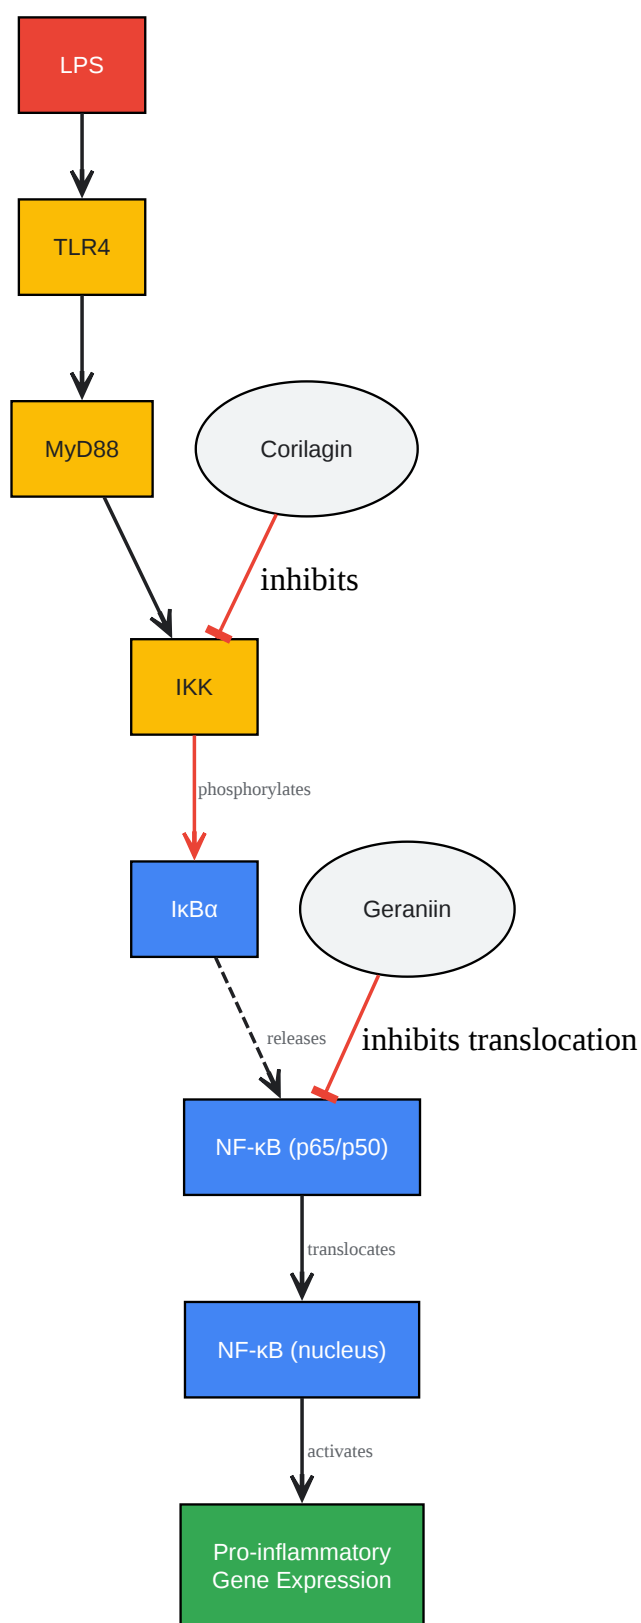 LPS
TLR4
MyD88
Corilagin
inhibits
IKK
phosphorylates
IκBα
Geraniin
releases
inhibits translocation
NF-κB (p65/p50)
translocates
NF-κB (nucleus)
activates
Pro-inflammatory
Gene Expression